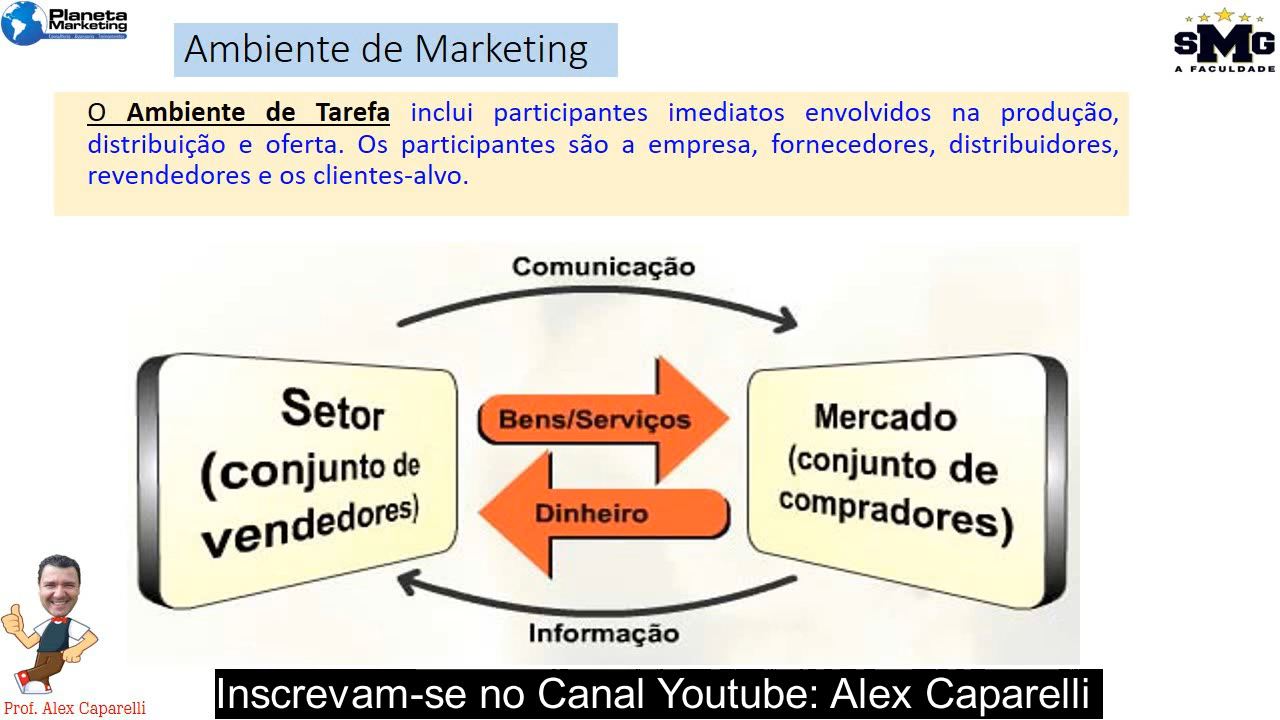 Planeta
Marketing
Ambiente de Marketing
SMG
A FACULDADE
O Ambiente de Tarefa inclui participantes imediatos envolvidos na produção,
distribuição e oferta. Os participantes são a empresa, fornecedores, distribuidores,
revendedores e os clientes-alvo.
Comunicação
Setor
(conjunto de
vendedores)
Bens/Serviços
Dinheiro
Mercado
(conjunto de
compradores)
Informação
Prof. Alex Caparelli
Inscrevam-se no Canal Youtube: Alex Caparelli